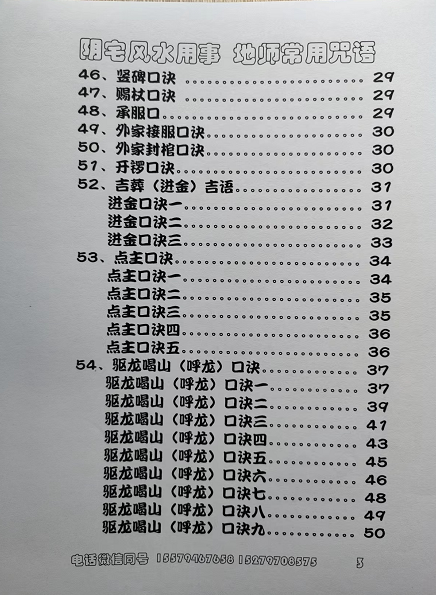 阴宅风水用事 地师常用咒语
46、竖碑口诀 .................... 29
47、赐杖口诀 .................... 29
48、承服口...................... 29
49、外家接服口诀................ 30
50、外家封棺口诀................ 30
51、开锣口诀.................... 30
52、吉葬（进金）吉语............ 31
进金口诀一.................... 31
进金口诀二.................... 32
进金口诀三.................... 33
53、点主口诀.................... 34
点主口诀一.................... 34
点主口诀二.................... 35
点主口诀三.................... 35
点主口诀四.................... 36
点主口诀五.................... 36
54、驱龙喝山（呼龙）口诀........ 37
驱龙喝山（呼龙）口诀一........ 37
驱龙喝山（呼龙）口诀二........ 39
驱龙喝山（呼龙）口诀三........ 41
驱龙喝山（呼龙）口诀四........ 43
驱龙喝山（呼龙）口诀五........ 45
驱龙喝山（呼龙）口诀六........ 46
驱龙喝山（呼龙）口诀七........ 48
驱龙喝山（呼龙）口诀八........ 49
驱龙喝山（呼龙）口诀九........ 50
电话微信同号 15579467658 15279708575 3